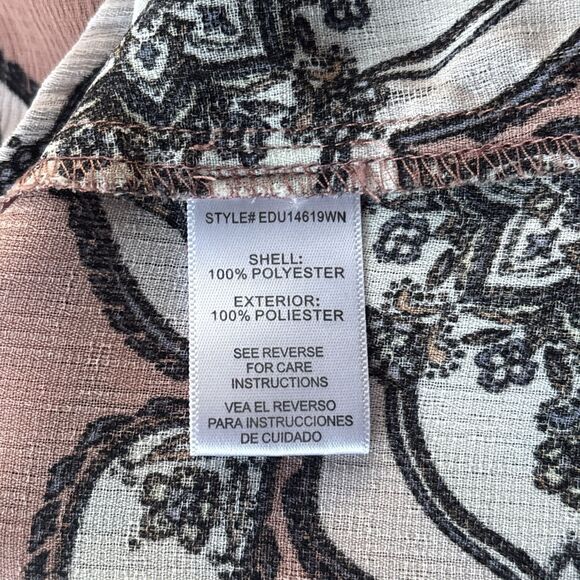 STYLE# EDU14619WN
SHELL:
100% POLYESTER
EXTERIOR:
100% POLIESTER
SEE REVERSE
FOR CARE
INSTRUCTIONS
VEA EL REVERSO
PARA INSTRUCCIONES
DE CUIDADO